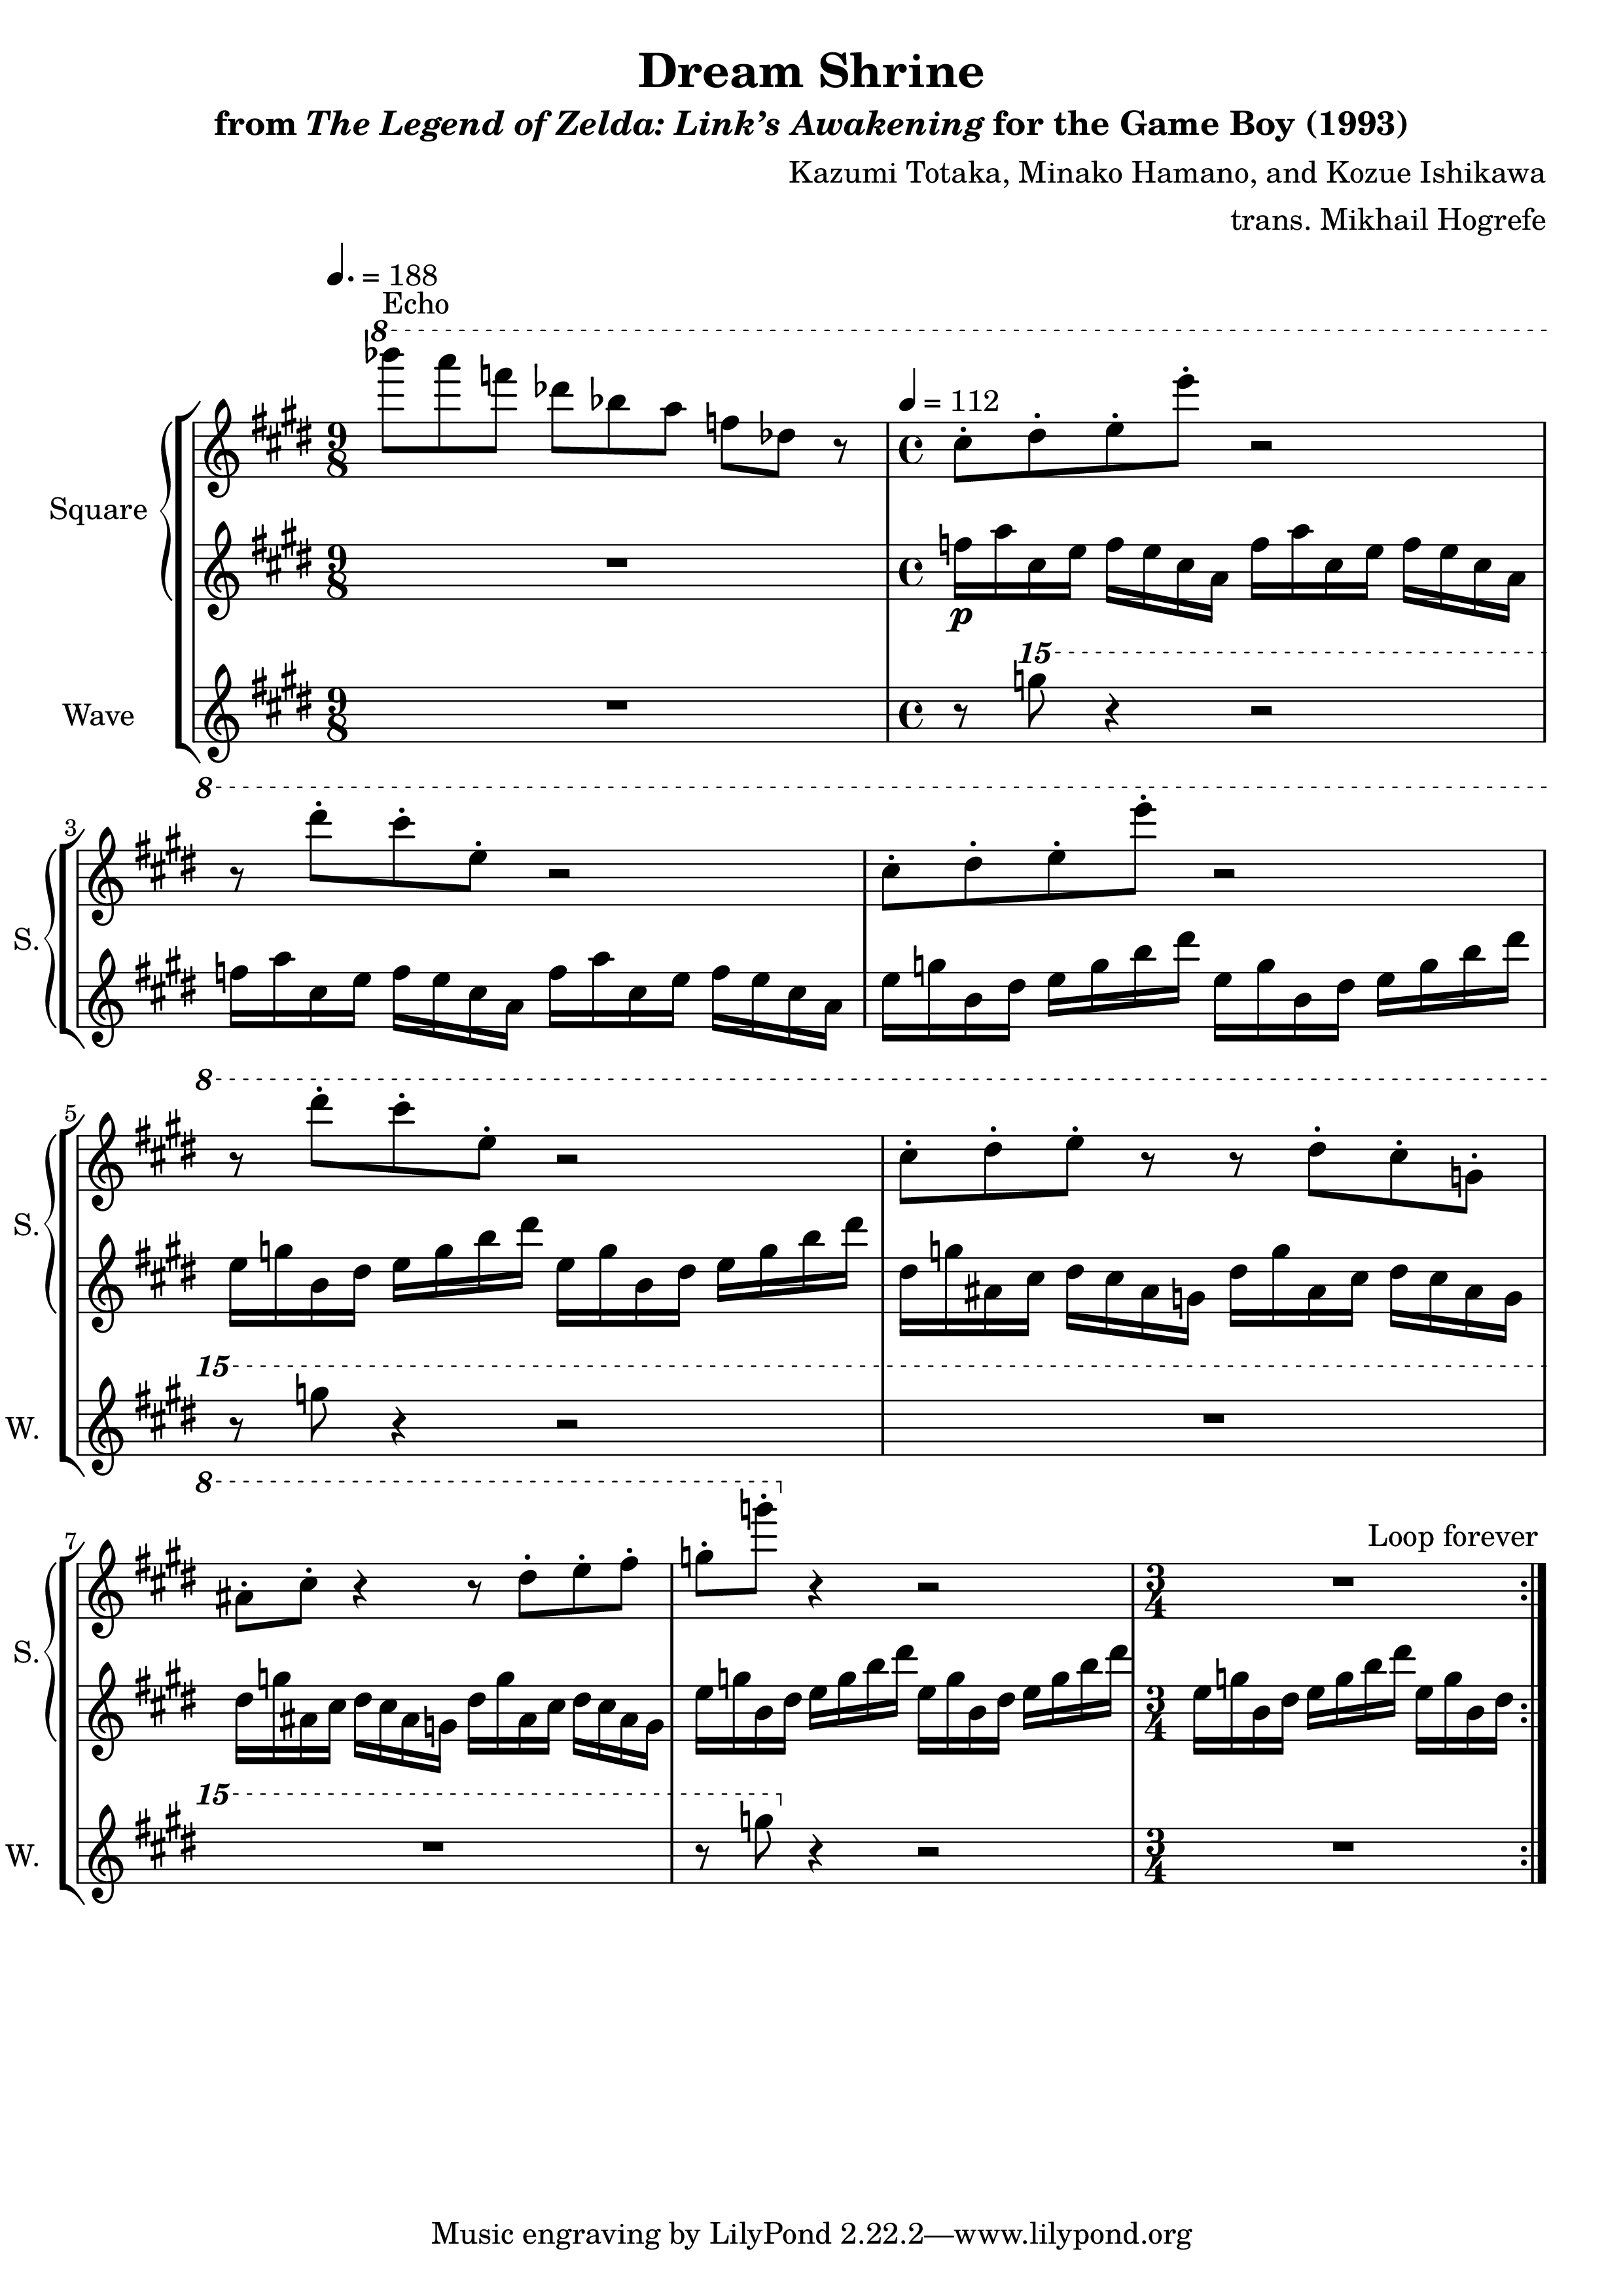 Dream Shrine
from The Legend of Zelda: Link’s Awakening for the Game Boy (1993)
Kazumi Totaka, Minako Hamano, and Kozue Ishikawa
trans. Mikhail Hogrefe
= 188
Echo
8
= 112
Square
9 8
p
15
Wave
3
8
S.
5
8
S.
15
W.
7
8
Loop forever
S.
3 4
15
W.
Music engraving by LilyPond 2.22.2—www.lilypond.org